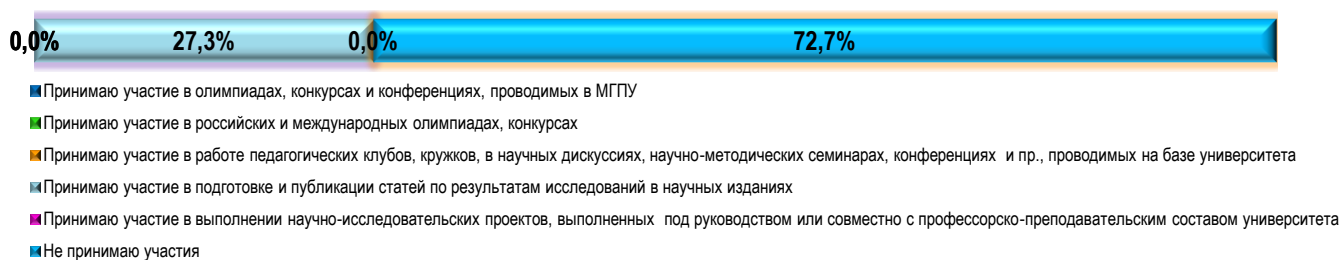 0,0% 27,3% 0,0% 72,7%
Принимаю участие в олимпиадах, конкурсах и конференциях, проводимых в МГПУ
Принимаю участие в российских и международных олимпиадах, конкурсах
Принимаю участие в работе педагогических клубов, кружков, в научных дискуссиях, научно-методических семинарах, конференциях и пр., проводимых на базе университета
Принимаю участие в подготовке и публикации статей по результатам исследований в научных изданиях
Принимаю участие в выполнении научно-исследовательских проектов, выполненных под руководством или совместно с профессорско-преподавательским составом университета
Не принимаю участия